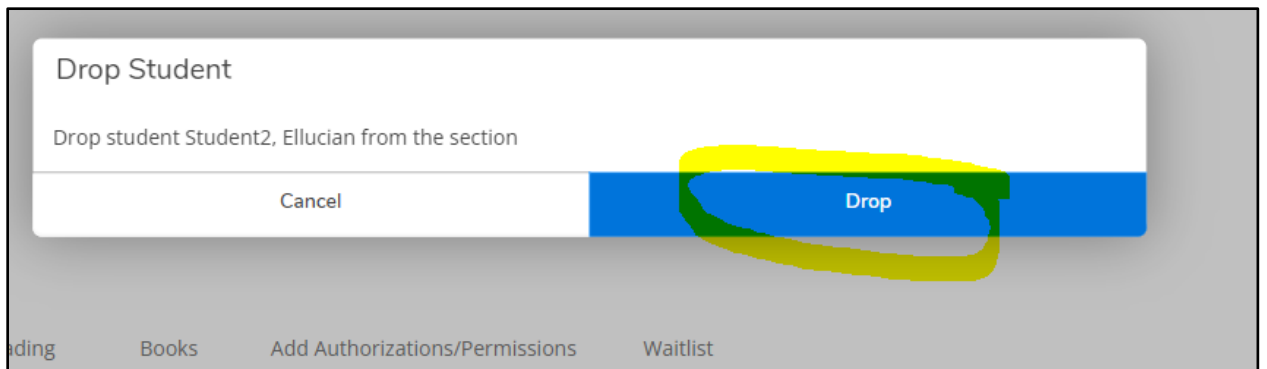 Drop Student
Drop student Student2, Ellucian from the section
Cancel Drop
ading Books Add Authorizations/Permissions Waitlist